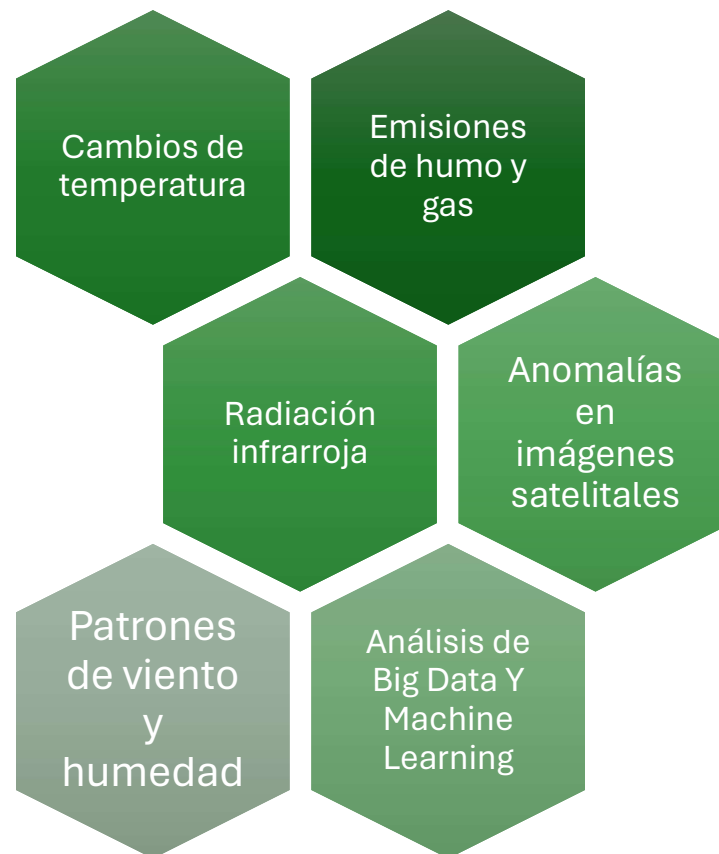 Cambios de
temperatura
Emisiones
de humo y
gas
Radiación
infrarroja
Anomalías
en
imágenes
satelitales
Patrones
de viento
y
humedad
Análisis de
Big Data Y
Machine
Learning